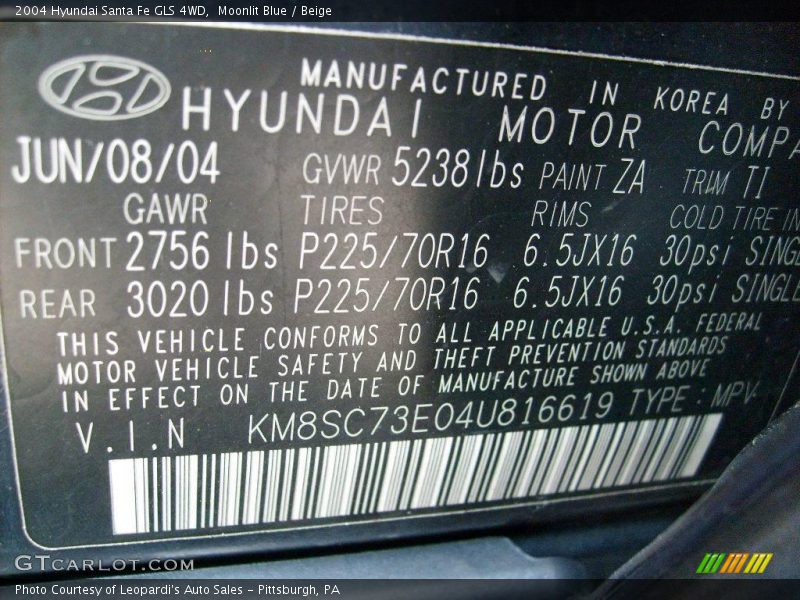 2004 Hyundai Santa Fe GLS 4WD, Moonlit Blue / Beige
MANUFACTURED IN KOREA BY
HYUNDAI MOTOR COMPA
JUN/08/04 GVWR 5238lbs PAINT ZA TRIM TI
GAWR TIRES RIMS COLD TIRE IN
FRONT 2756 lbs P225/70R16 6.5JX16 30psi SINGLE
REAR 3020 lbs P225/70R16 6.5JX16 30psi SINGLE
THIS VEHICLE CONFORMS TO ALL APPLICABLE U.S.A. FEDERAL
MOTOR VEHICLE SAFETY AND THEFT PREVENTION STANDARDS
IN EFFECT ON THE DATE OF MANUFACTURE SHOWN ABOVE
V.I.N KM8SC73E04U816619 TYPE : MPV
GTCARLOT.COM
Photo Courtesy of Leopardi's Auto Sales - Pittsburgh, PA